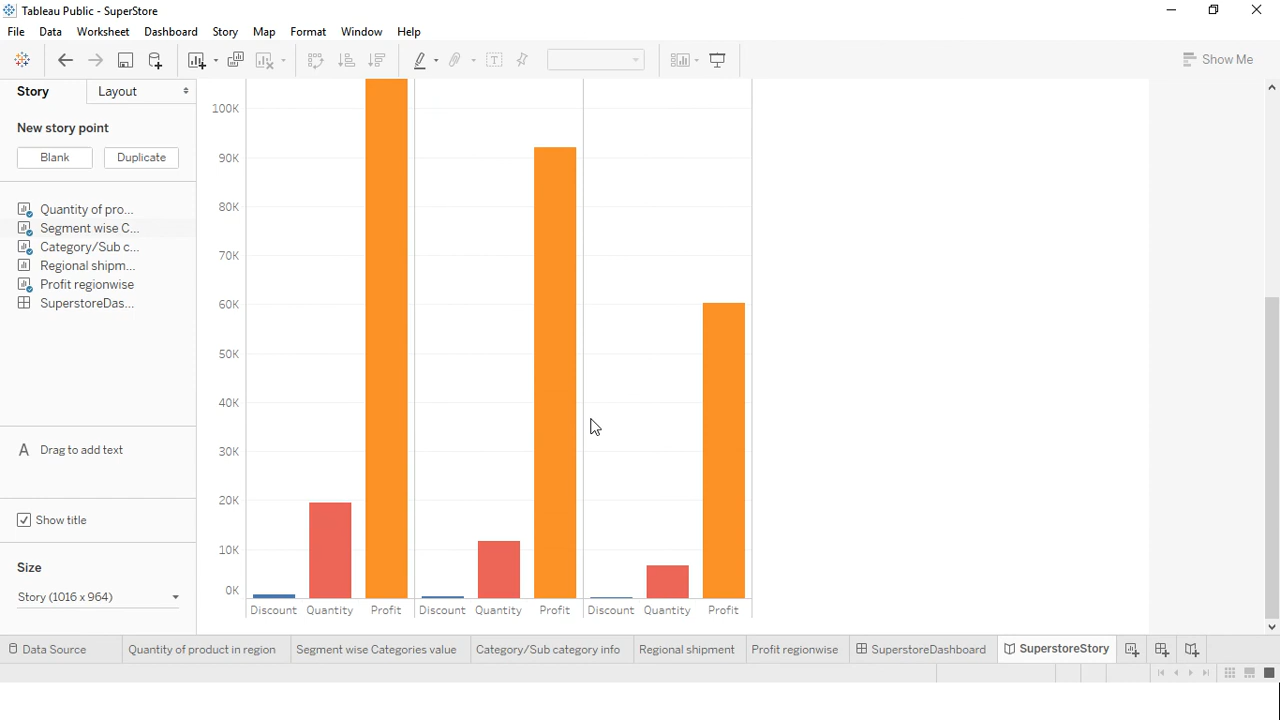 Tableau Public - SuperStore
File Data Worksheet Dashboard Story Map Format Window Help
Show Me
Story Layout
New story point
Blank Duplicate
Quantity of pro...
Segment wise C...
Category/Sub c...
Regional shipm...
Profit regionwise
SuperstoreDas...
A Drag to add text
Show title
Size
Story (1016 x 964)
100K
90K
80K
70K
60K
50K
40K
30K
20K
10K
0K
Discount Quantity Profit Discount Quantity Profit Discount Quantity Profit
Data Source Quantity of product in region Segment wise Categories value Category/Sub category info Regional shipment Profit regionwise SuperstoreDashboard SuperstoreStory